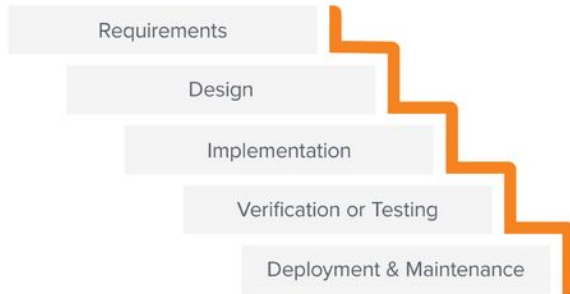 Requirements
Design
Implementation
Verification or Testing
Deployment & Maintenance